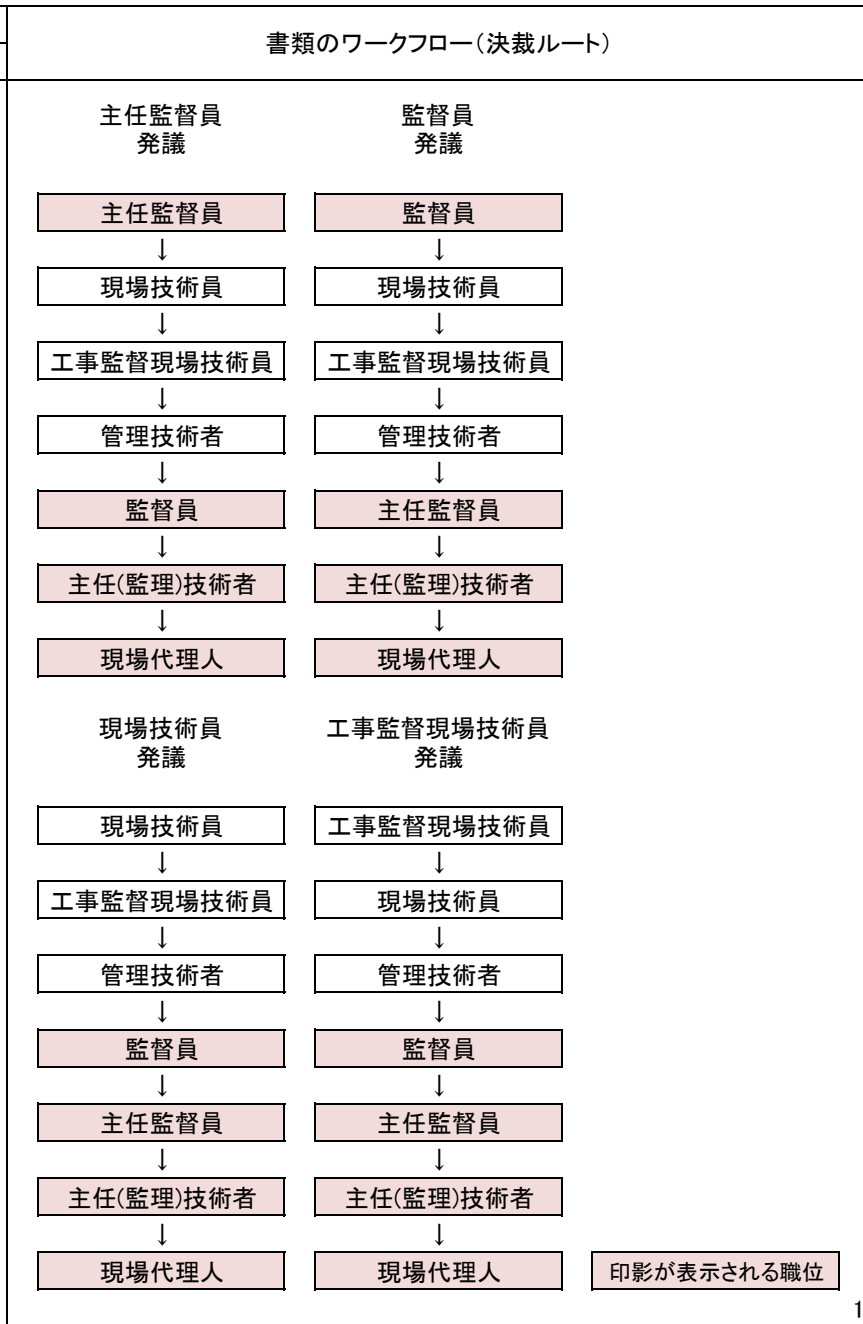 書類のワークフロー（決裁ルート）
主任監督員
発議
監督員
発議
主任監督員
監督員
↓
↓
現場技術員
現場技術員
↓
↓
工事監督現場技術員
工事監督現場技術員
↓
↓
管理技術者
管理技術者
↓
↓
監督員
主任監督員
↓
↓
主任(監理)技術者
主任(監理)技術者
↓
↓
現場代理人
現場代理人
現場技術員
発議
工事監督現場技術員
発議
現場技術員
工事監督現場技術員
↓
↓
工事監督現場技術員
現場技術員
↓
↓
管理技術者
管理技術者
↓
↓
監督員
監督員
↓
↓
主任監督員
主任監督員
↓
↓
主任(監理)技術者
主任(監理)技術者
↓
↓
現場代理人
現場代理人
印影が表示される職位
1